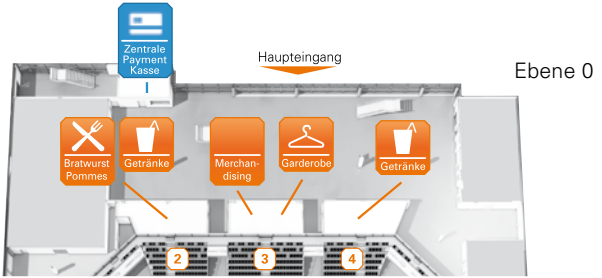 Zentrale
Payment
Kasse
Haupteingang
Ebene 0
Bratwurst
Pommes
Getränke
Merchan-
dising
Garderobe
Getränke
2
3
4